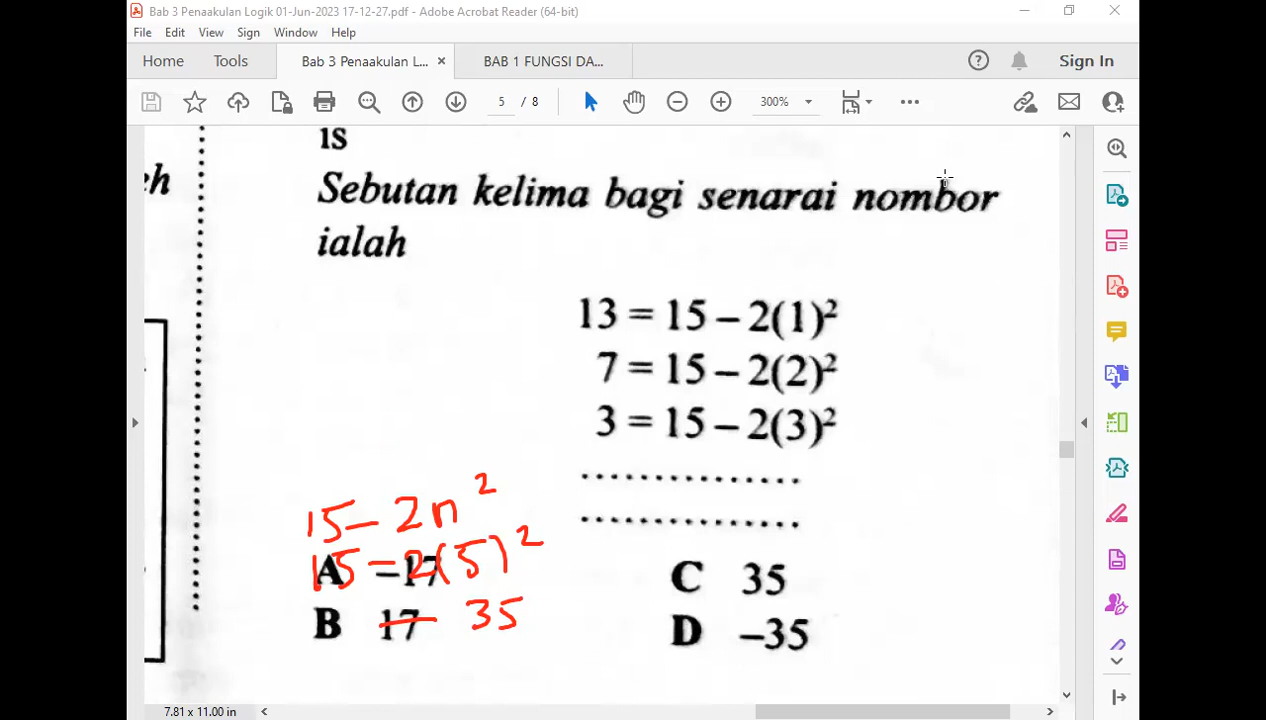 Bab 3 Penaakulan Logik 01-Jun-2023 17-12-27.pdf - Adobe Acrobat Reader (64-bit)
File Edit View Sign Window Help
Home Tools Bab 3 Penaakulan L... × BAB 1 FUNGSI DA... Sign In
5 / 8 300%
is
eh
Sebutan kelima bagi senarai nombor
ialah
13 = 15 – 2(1)²
7 = 15 – 2(2)²
3 = 15 – 2(3)²
....................
....................
15 – 2n²
15 – 2(5)²
– 35
A –17
B 17
C 35
D –35
7.81 x 11.00 in